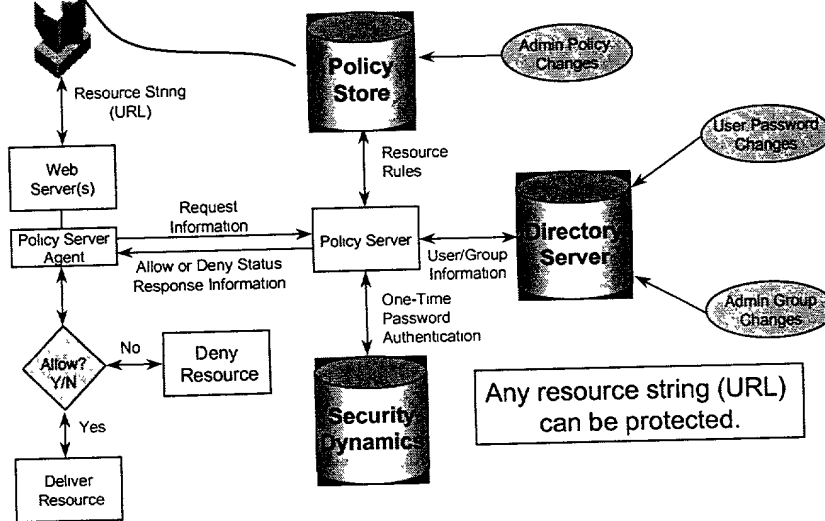 Policy
Store
Admin Policy
Changes
Resource String
(URL)
User Password
Changes
Web
Server(s)
Resource
Rules
Request
Information
Policy Server
Agent
Policy Server
Directory
Server
User/Group
Information
Allow or Deny Status
Response Information
One-Time
Password
Authentication
Admin Group
Changes
Allow?
Y/N
No
Deny
Resource
Yes
Security
Dynamics
Any resource string (URL)
can be protected.
Deliver
Resource